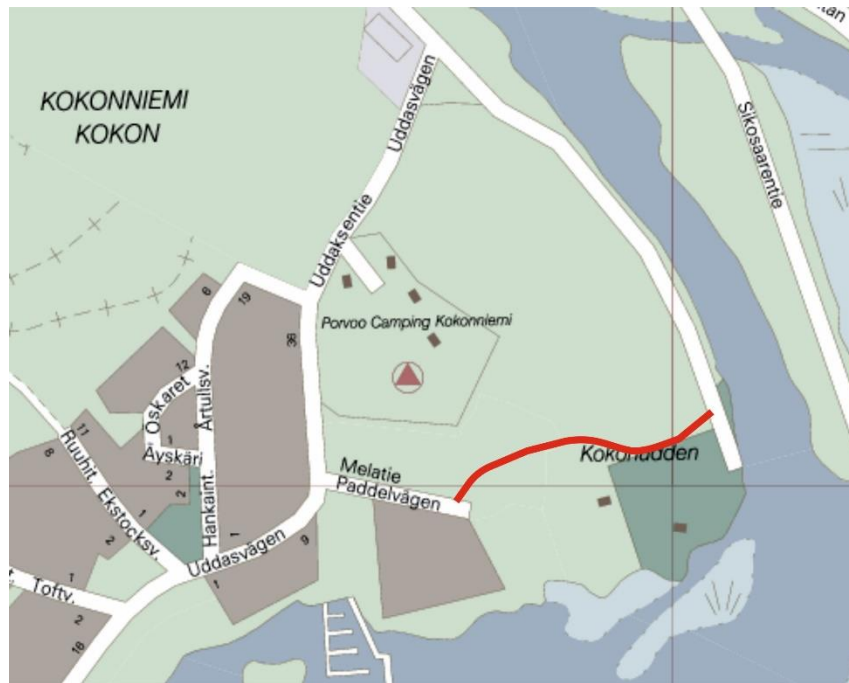 KOKONNIEMI
KOKON
Uddasvägen
Sikosaarentie
Uddaksentie
6
19
36
Porvoo Camping Kokonniemi
12
Oskaret
Årtullsv.
11
8
1
Äyskäri
2
2
Ruuhit. Ekstocksv.
Hankaint.
1
2
Melatie
Paddelvägen
Kokonudden
1
9
Uddasvägen
1
1
Toftv.
2
16